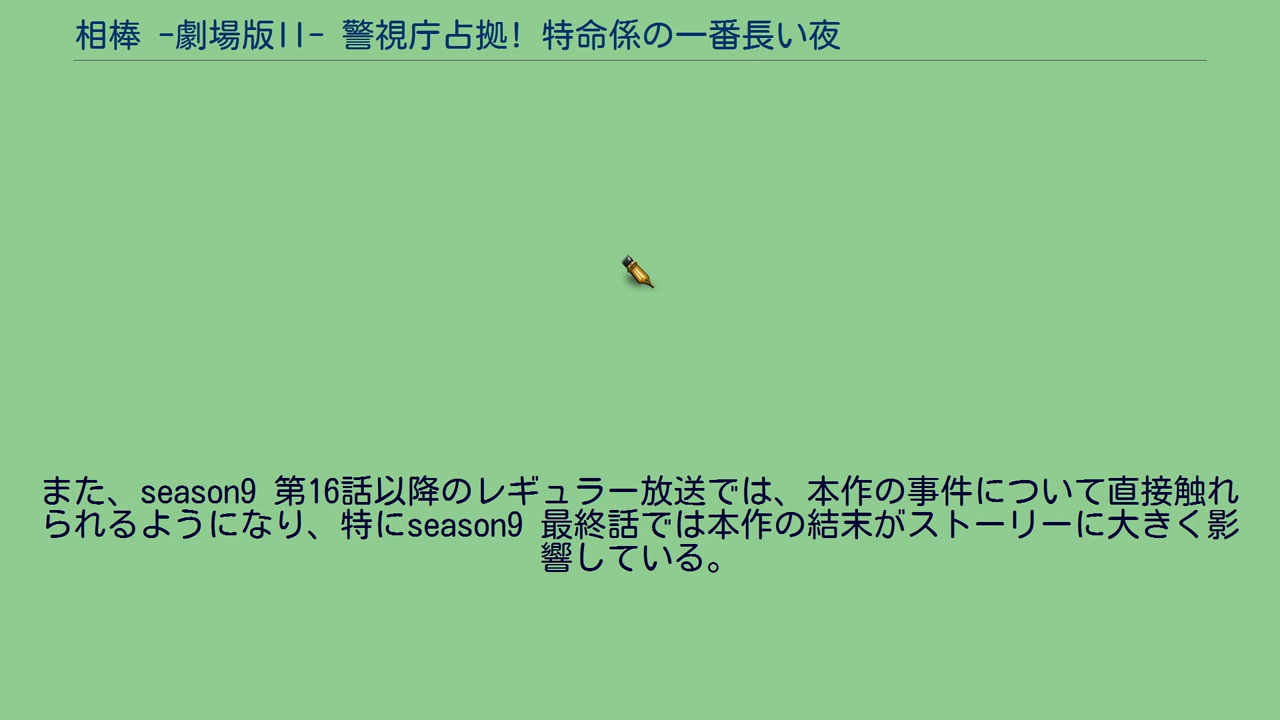 相棒 -劇場版II- 警視庁占拠! 特命係の一番長い夜
また、season9 第16話以降のレギュラー放送では、本作の事件について直接触れ
られるようになり、特にseason9 最終話では本作の結末がストーリーに大きく影
響している。